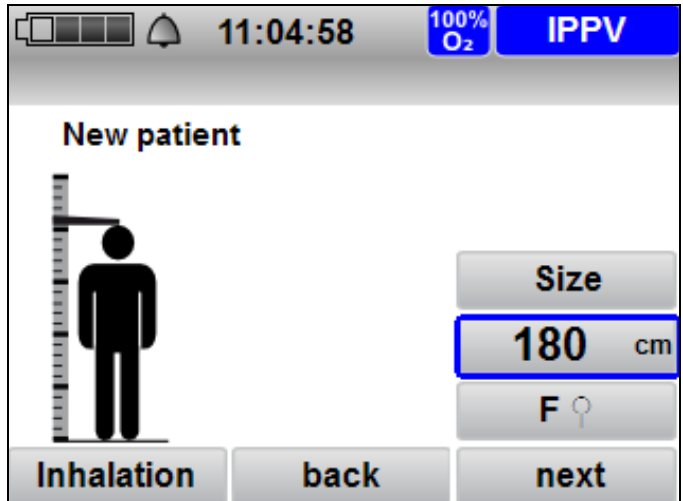 11:04:58
100%
O₂
IPPV
New patient
Size
180 cm
F
Inhalation back next